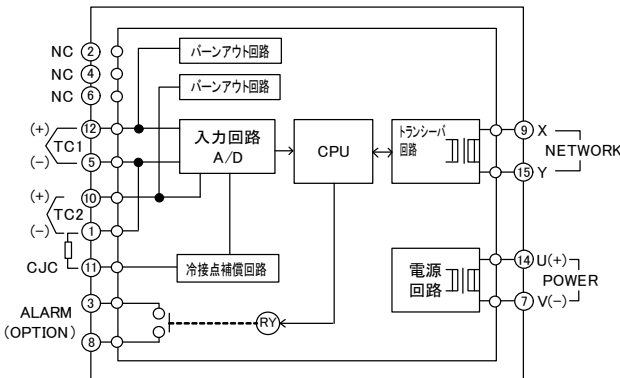 NC ②
NC ④
NC ⑥
バーンアウト回路
バーンアウト回路
(+) ⑫
TC1
(-) ⑤
(+) ⑩
TC2
(-) ①
CJC ⑪
入力回路
A/D
CPU
トランシーバ
回路
⑨ X
NETWORK
⑮ Y
冷接点補償回路
電源
回路
⑭ U(+)
POWER
⑦ V(-)
ALARM ③
(OPTION)
⑧
RY